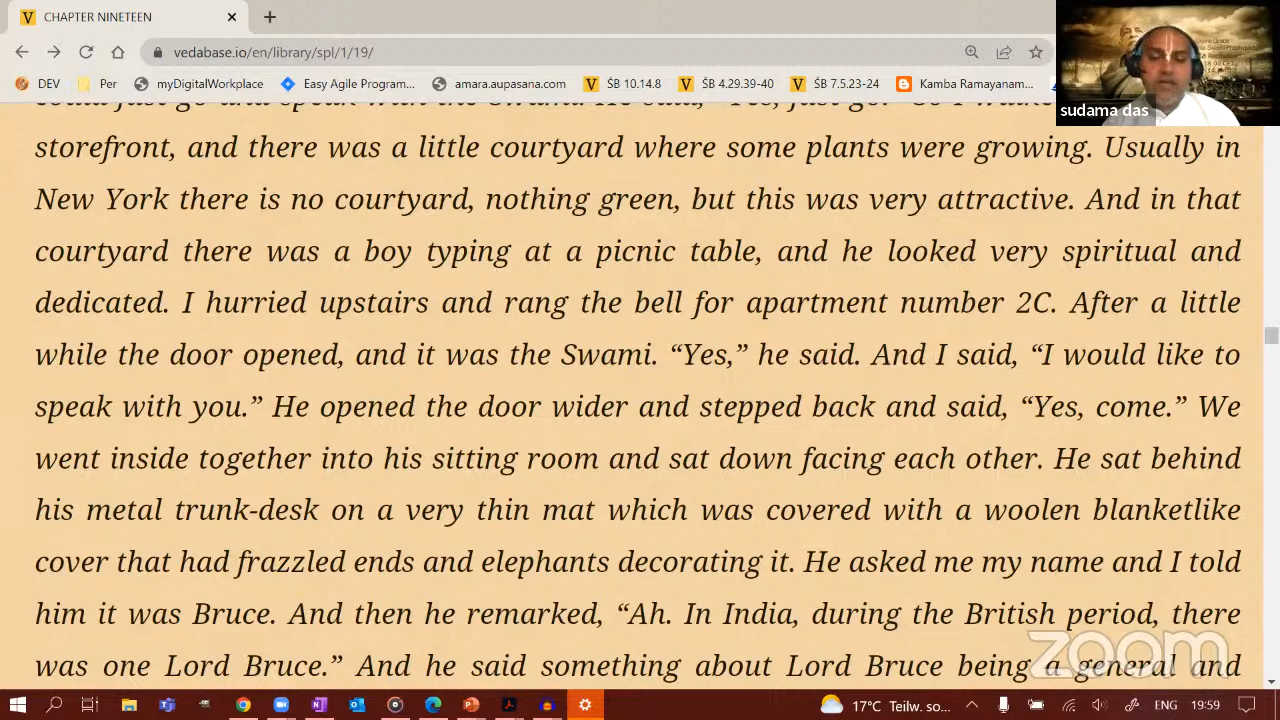 CHAPTER NINETEEN
vedabase.io/en/library/spl/1/19/
DEV Per myDigitalWorkplace Easy Agile Program... amara.aupasana.com ŚB 10.14.8 ŚB 4.29.39-40 ŚB 7.5.23-24 Kamba Ramayanam...
sudama das
storefront, and there was a little courtyard where some plants were growing. Usually in
New York there is no courtyard, nothing green, but this was very attractive. And in that
courtyard there was a boy typing at a picnic table, and he looked very spiritual and
dedicated. I hurried upstairs and rang the bell for apartment number 2C. After a little
while the door opened, and it was the Swami. “Yes,” he said. And I said, “I would like to
speak with you.” He opened the door wider and stepped back and said, “Yes, come.” We
went inside together into his sitting room and sat down facing each other. He sat behind
his metal trunk-desk on a very thin mat which was covered with a woolen blanketlike
cover that had frazzled ends and elephants decorating it. He asked me my name and I told
him it was Bruce. And then he remarked, “Ah. In India, during the British period, there
was one Lord Bruce.” And he said something about Lord Bruce being a general and
zoom
17°C Teilw. so... ENG 19:59